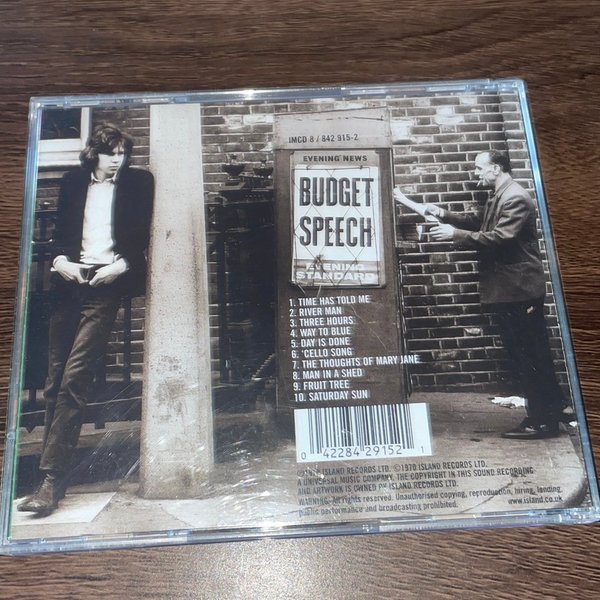 IMCD 8 / 842 915-2
EVENING NEWS
BUDGET
SPEECH
EVENING
STANDARD
1. TIME HAS TOLD ME
2. RIVER MAN
3. THREE HOURS
4. WAY TO BLUE
5. DAY IS DONE
6. 'CELLO SONG
7. THE THOUGHTS OF MARY JANE
8. MAN IN A SHED
9. FRUIT TREE
10. SATURDAY SUN
0 42284 29152 1
ISLAND RECORDS LTD. ©1970 ISLAND RECORDS LTD.
A UNIVERSAL MUSIC COMPANY. THE COPYRIGHT IN THIS SOUND RECORDING
AND ARTWORK IS OWNED BY ISLAND RECORDS LTD.
WARNING: All rights reserved. Unauthorised copying, reproduction, hiring, lending,
public performance and broadcasting prohibited.
www.island.co.uk